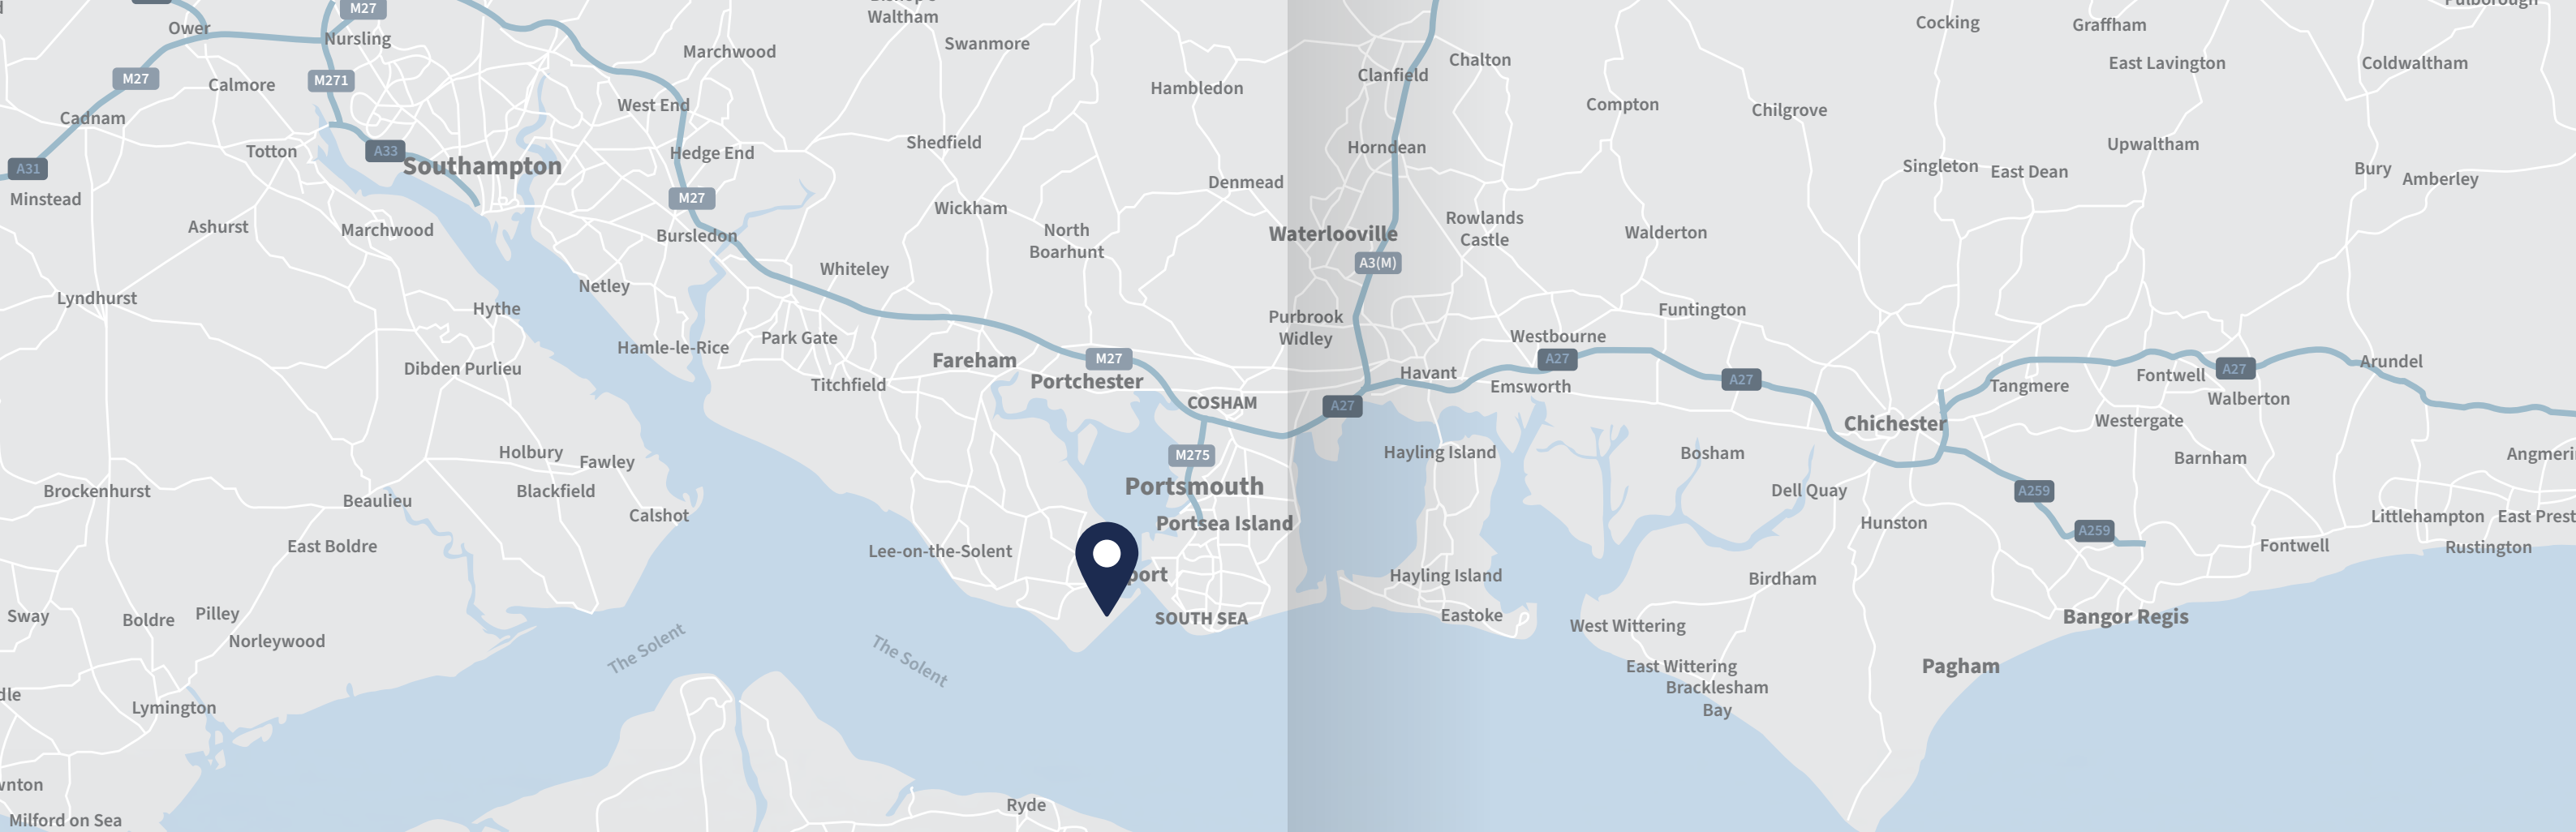 M27
Ower
Nursling
Waltham
Swanmore
Marchwood
M27
Calmore
M271
Cadnam
West End
Hambledon
Totton
A33
Southampton
Hedge End
Shedfield
A31
Minstead
M27
Denmead
Wickham
Ashurst
Marchwood
Bursledon
North
Boarhunt
Whiteley
Netley
Lyndhurst
Hythe
Park Gate
Hamle-le-Rice
Fareham
M27
Dibden Purlieu
Titchfield
Portchester
COSHAM
Holbury
Fawley
M275
Brockenhurst
Blackfield
Beaulieu
Portsmouth
Calshot
Portsea Island
East Boldre
Lee-on-the-Solent
port
Sway
Boldre
Pilley
Norleywood
SOUTH SEA
The Solent
The Solent
Lymington
Ryde
Milford on Sea
Clanfield
Chalton
Cocking
Graffham
East Lavington
Coldwaltham
Compton
Chilgrove
Horndean
Upwaltham
Singleton
East Dean
Bury
Amberley
Rowlands
Castle
Waterlooville
Walderton
A3(M)
Funtington
Purbrook
Widley
Westbourne
A27
Havant
Emsworth
A27
Tangmere
Fontwell
A27
Arundel
Walberton
A27
Chichester
Westergate
Hayling Island
Bosham
Barnham
Angmeri
Dell Quay
A259
Hunston
Littlehampton
East Prest
A259
Fontwell
Rustington
Hayling Island
Birdham
Eastoke
West Wittering
Bangor Regis
East Wittering
Bracklesham
Bay
Pagham